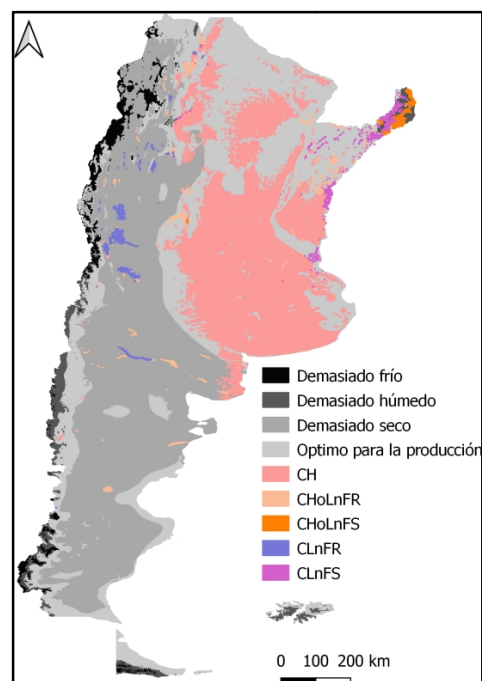 Demasiado frío
Demasiado húmedo
Demasiado seco
Optimo para la producción
CH
CHoLnFR
CHoLnFS
CLnFR
CLnFS
0 100 200 km